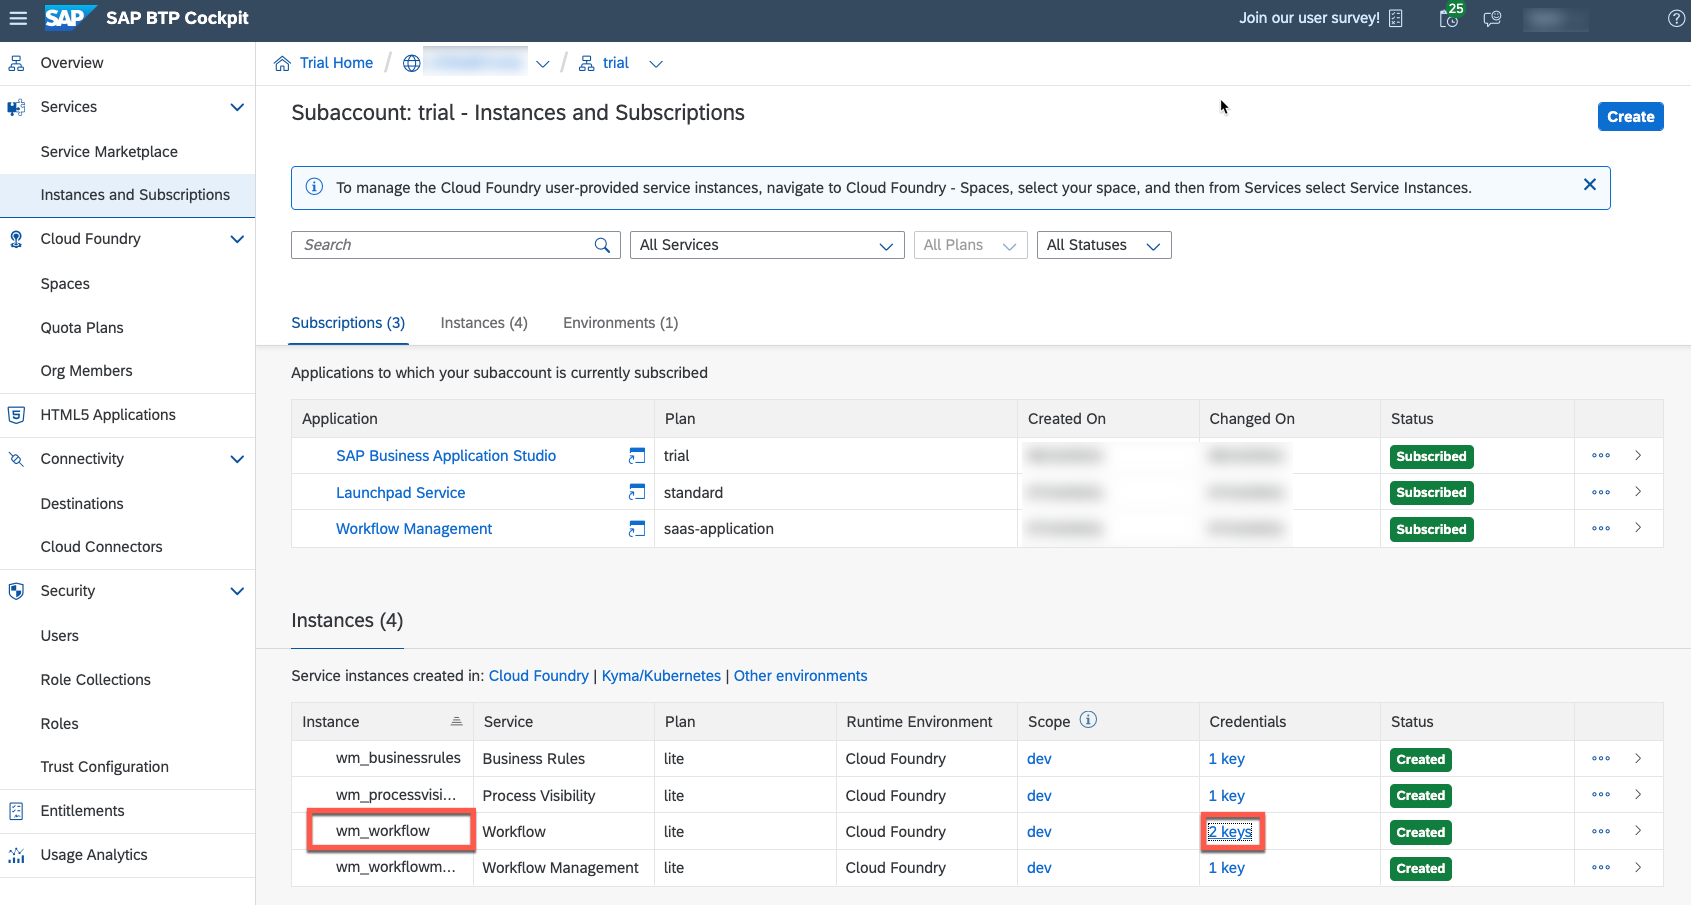 SAP SAP BTP Cockpit
Join our user survey!
25
Overview
Services
Service Marketplace
Instances and Subscriptions
Cloud Foundry
Spaces
Quota Plans
Org Members
HTML5 Applications
Connectivity
Destinations
Cloud Connectors
Security
Users
Role Collections
Roles
Trust Configuration
Entitlements
Usage Analytics
Trial Home / / trial
Subaccount: trial - Instances and Subscriptions
Create
To manage the Cloud Foundry user-provided service instances, navigate to Cloud Foundry - Spaces, select your space, and then from Services select Service Instances.
Search All Services All Plans All Statuses
Subscriptions (3) Instances (4) Environments (1)
Applications to which your subaccount is currently subscribed
Application Plan Created On Changed On Status
SAP Business Application Studio trial Subscribed
Launchpad Service standard Subscribed
Workflow Management saas-application Subscribed
Instances (4)
Service instances created in: Cloud Foundry | Kyma/Kubernetes | Other environments
Instance Service Plan Runtime Environment Scope Credentials Status
wm_businessrules Business Rules lite Cloud Foundry dev 1 key Created
wm_processvisi... Process Visibility lite Cloud Foundry dev 1 key Created
wm_workflow Workflow lite Cloud Foundry dev 2 keys Created
wm_workflowm... Workflow Management lite Cloud Foundry dev 1 key Created